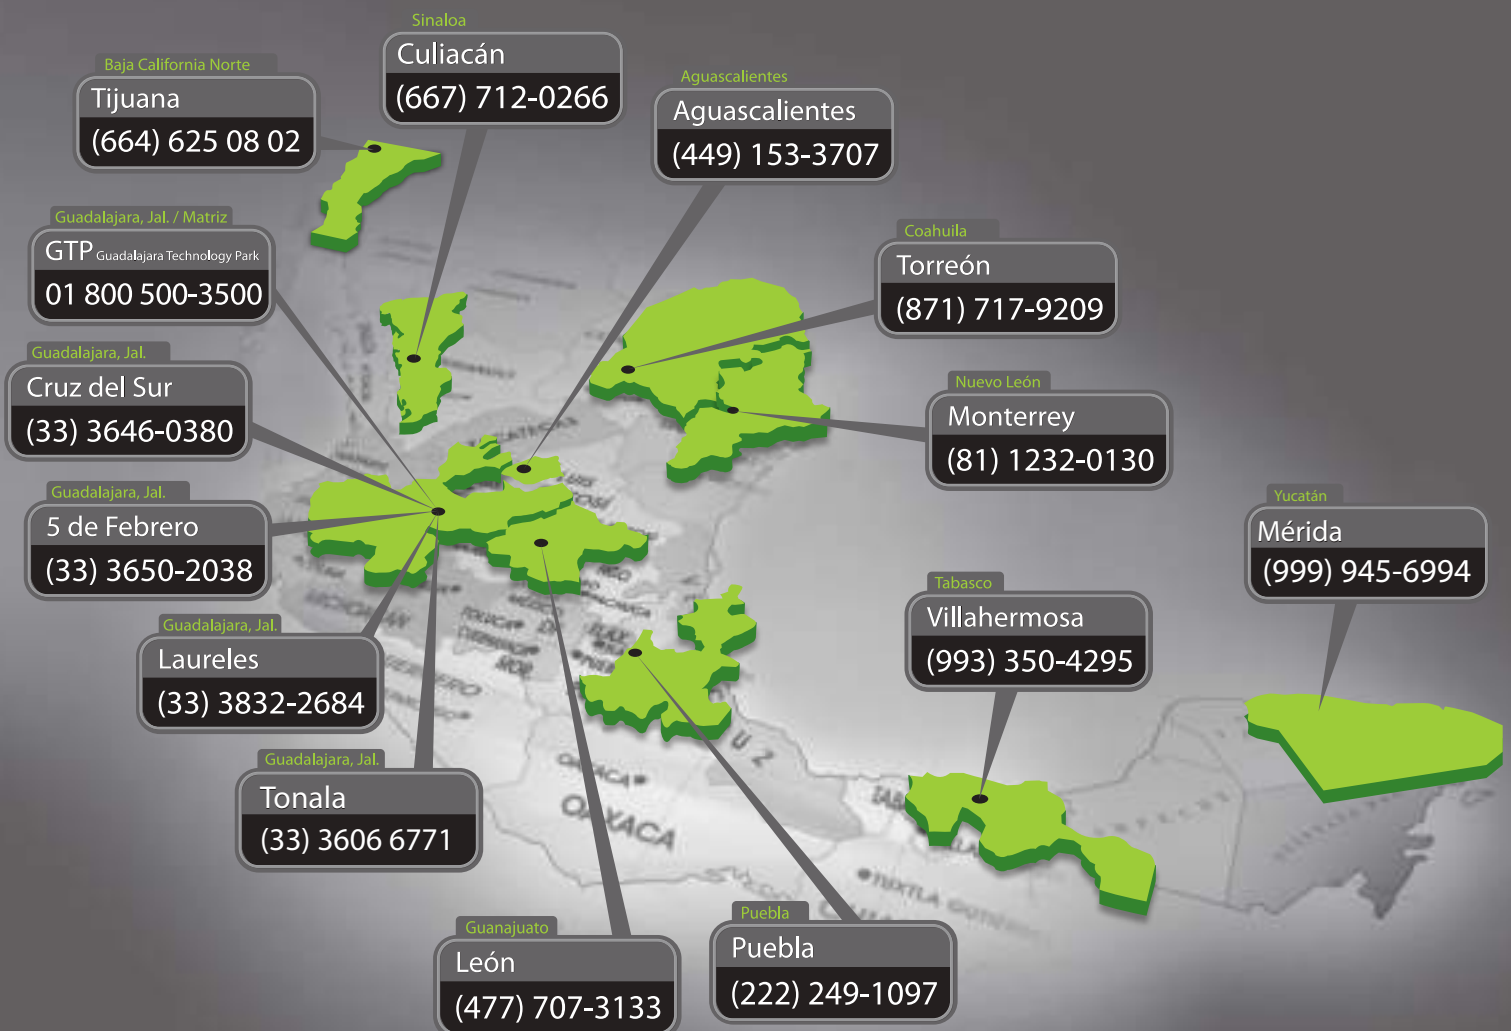 Sinaloa
Culiacán
(667) 712-0266
Baja California Norte
Tijuana
(664) 625 08 02
Aguascalientes
Aguascalientes
(449) 153-3707
Guadalajara, Jal. / Matriz
GTP Guadalajara Technology Park
01 800 500-3500
Coahuila
Torreón
(871) 717-9209
Guadalajara, Jal.
Cruz del Sur
(33) 3646-0380
Nuevo León
Monterrey
(81) 1232-0130
Guadalajara, Jal.
5 de Febrero
(33) 3650-2038
Yucatán
Mérida
(999) 945-6994
Tabasco
Villahermosa
(993) 350-4295
Guadalajara, Jal.
Laureles
(33) 3832-2684
Guadalajara, Jal.
Tonala
(33) 3606 6771
OAXACA
OAXACA
TUXTLA
Guanajuato
León
(477) 707-3133
Puebla
Puebla
(222) 249-1097